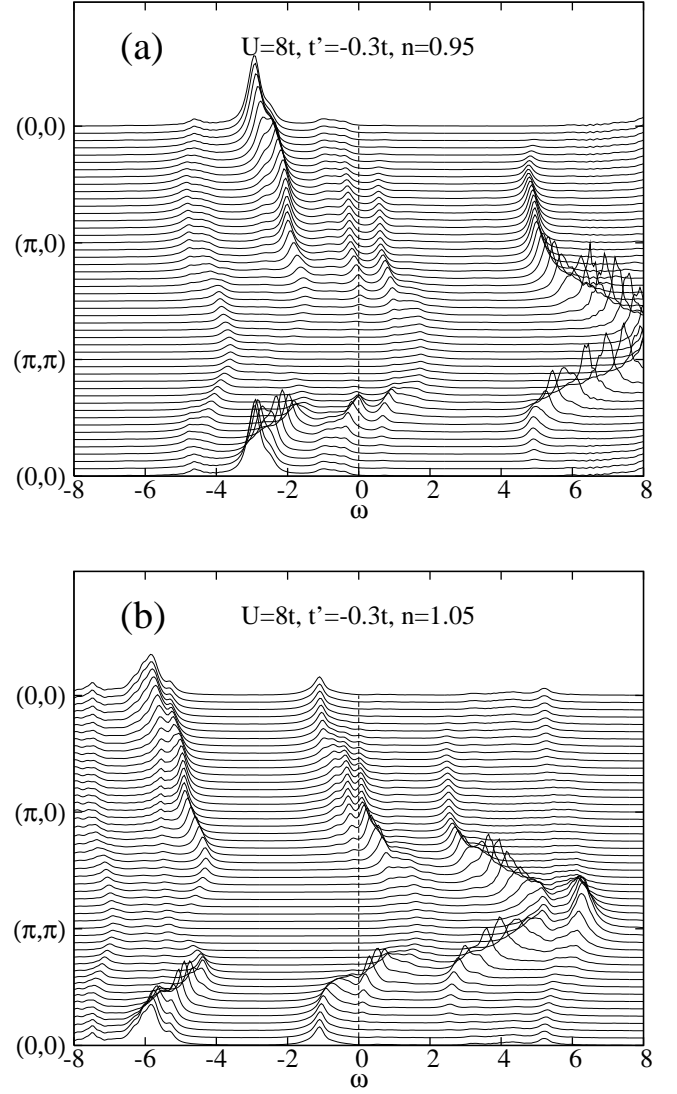 (a)
U=8t, t’=-0.3t, n=0.95
(0,0)
(π,0)
(π,π)
(0,0)
-8 -6 -4 -2 0 2 4 6 8
ω
(b)
U=8t, t’=-0.3t, n=1.05
(0,0)
(π,0)
(π,π)
(0,0)
-8 -6 -4 -2 0 2 4 6 8
ω